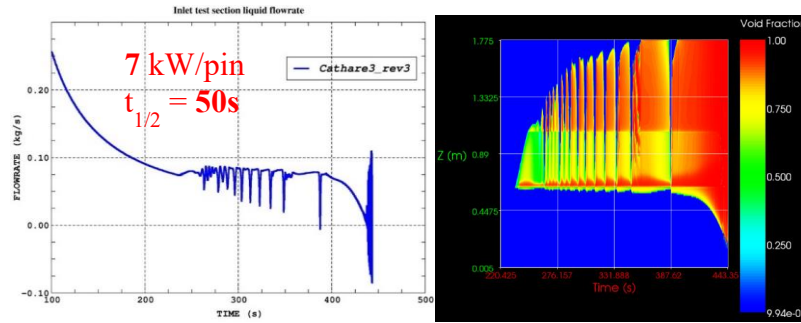 Inlet test section liquid flowrate
7 kW/pin
t1/2 = 50s
Cathare3_rev3
FLOWRATE (kg/s)
0.20
0.10
0.00
-0.10
100
200
300
400
500
TIME (s)
Void Fraction
1.00
0.750
0.500
0.250
9.94e-0
Z (m)
1.775
1.3325
0.89
0.4475
0.005
220.425
276.157
331.888
387.62
443.35
Time (s)